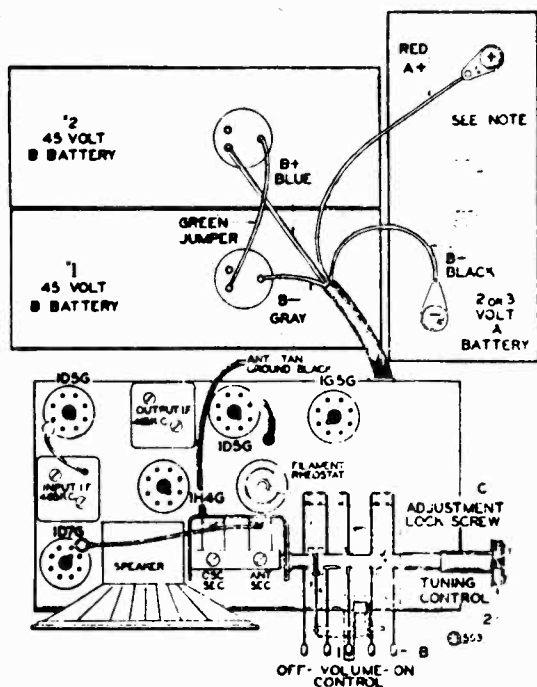 RED
A+
+
SEE NOTE
#2
45 VOLT
B BATTERY
B+
BLUE
GREEN
JUMPER
#1
45 VOLT
B BATTERY
B-
GRAY
B-
BLACK
2 OR 3
VOLT
A
BATTERY
-
ANT TAN
GROUND BLACK
1D5G
OUTPUT I F
1D5G
1G5G
INPUT I F
1H4G
FILAMENT
RHEOSTAT
1D7G
SPEAKER
OSC
SEC
ANT
SEC
C
ADJUSTMENT
LOCK SCREW
TUNING
CONTROL
2
- B
OFF- VOLUME-ON
CONTROL